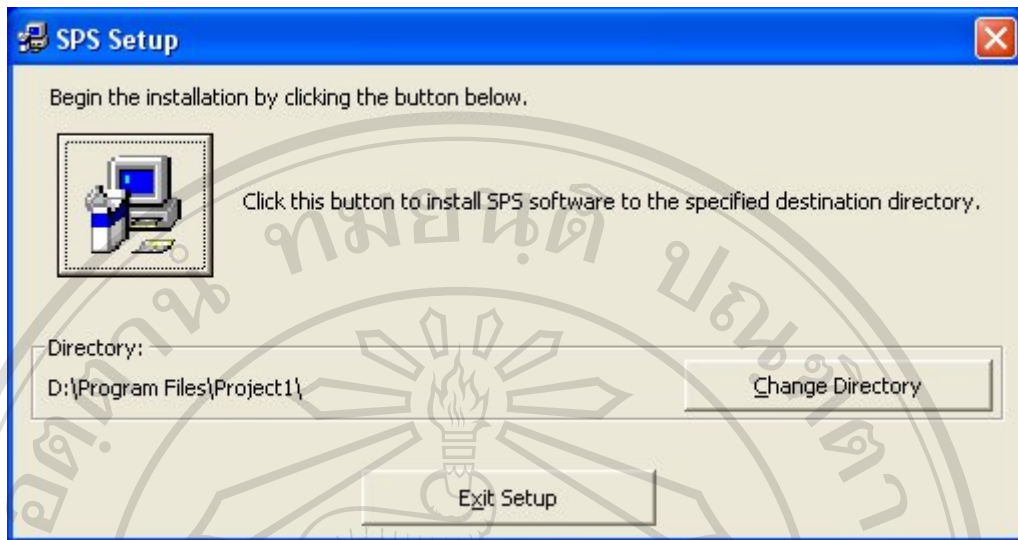 SPS Setup
Begin the installation by clicking the button below.
Click this button to install SPS software to the specified destination directory.
Directory:
D:\Program Files\Project1\
Change Directory
Exit Setup